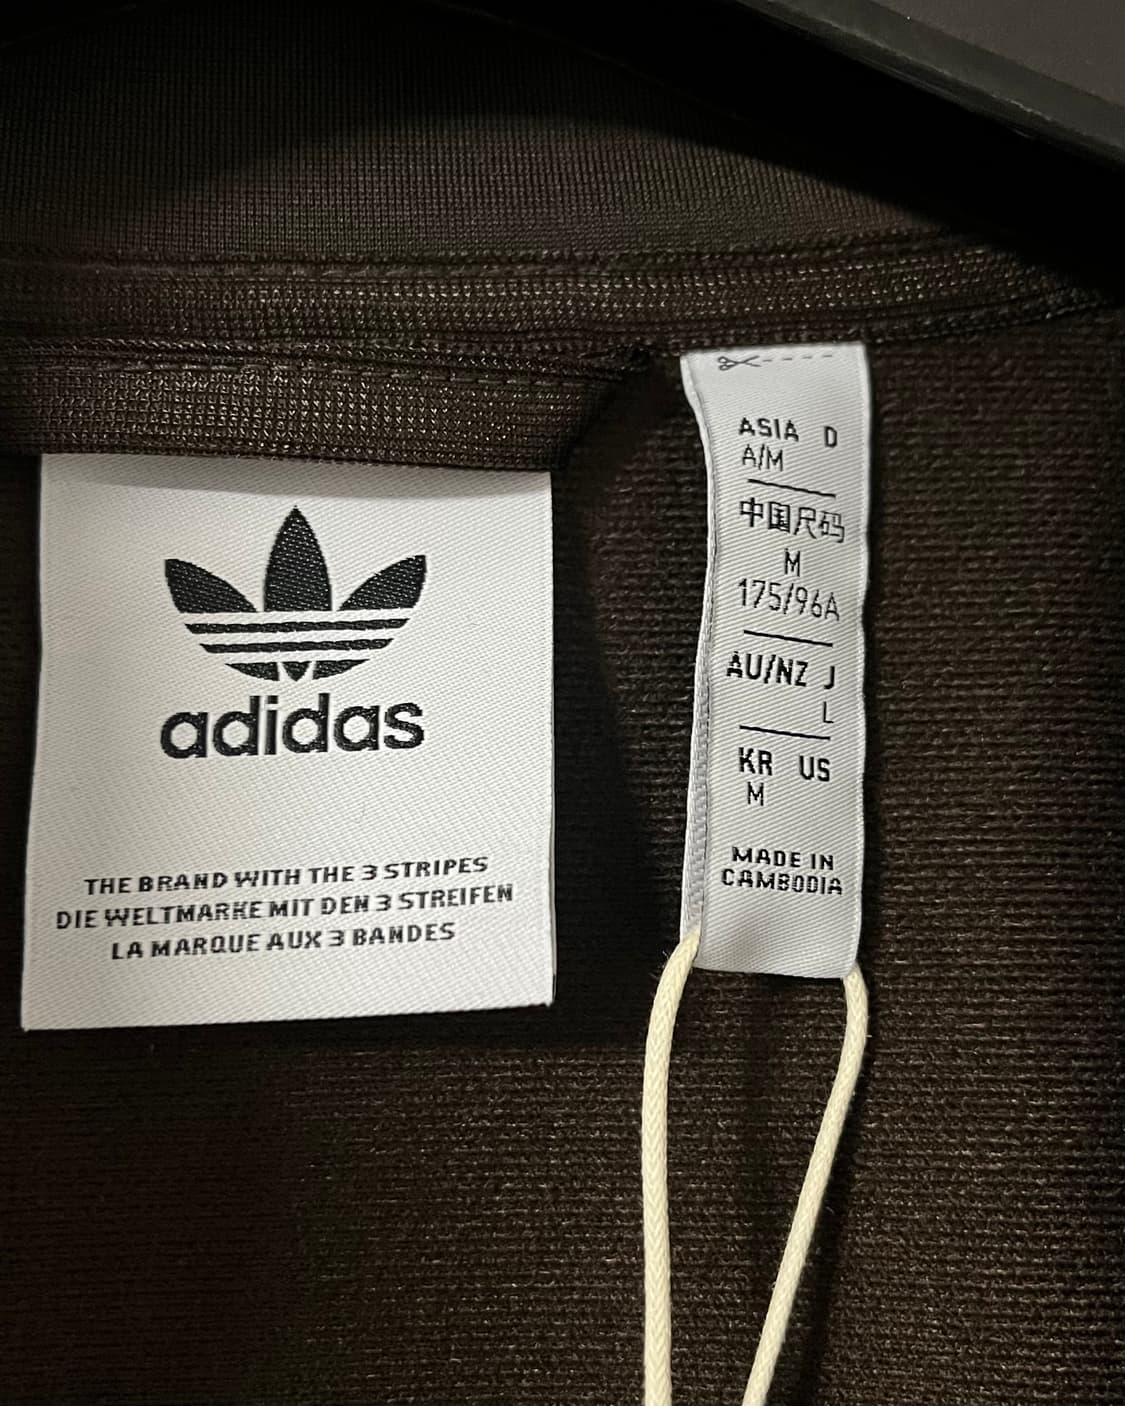 adidas
THE BRAND WITH THE 3 STRIPES
DIE WELTMARKE MIT DEN 3 STREIFEN
LA MARQUE AUX 3 BANDES
ASIA D
A/M
中国尺码
M
175/96A
AU/NZ J
L
KR US
M
MADE IN
CAMBODIA